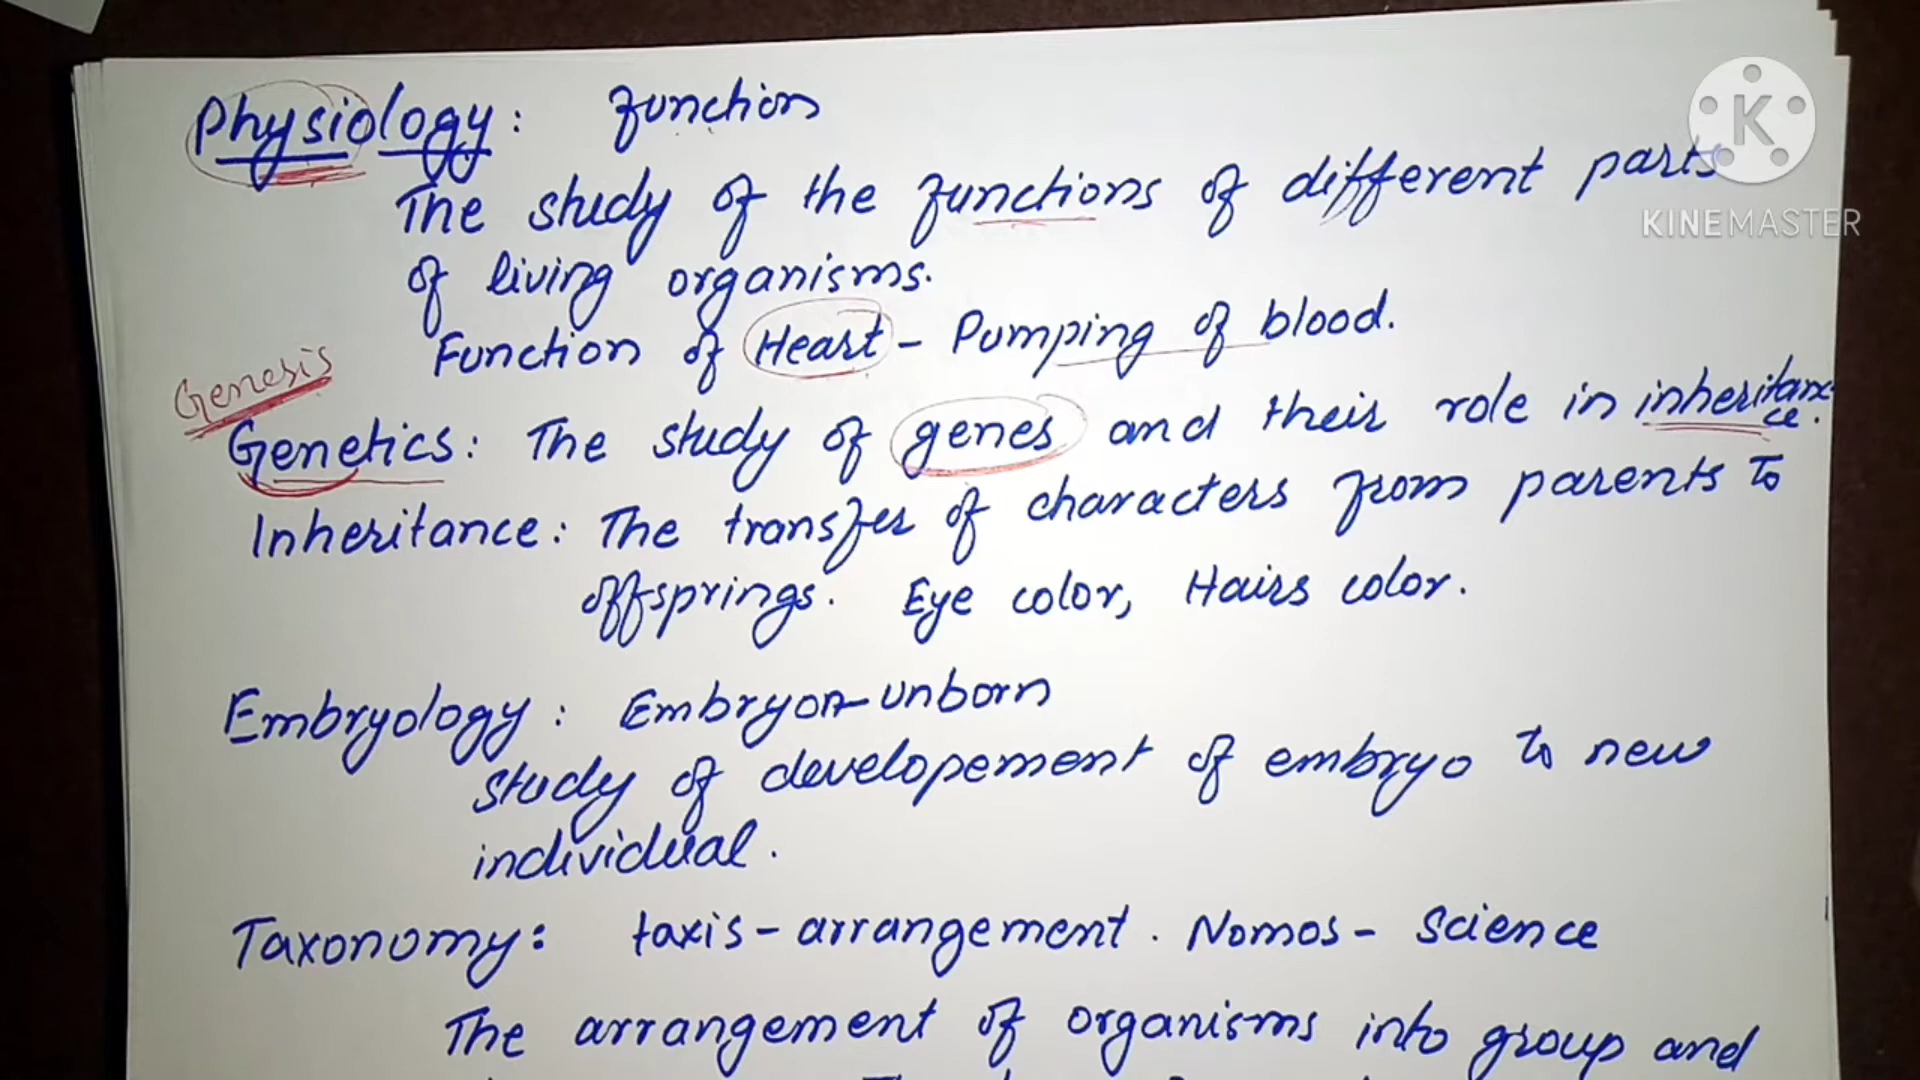 Physiology: function
The study of the functions of different parts
of living organisms.
Function of Heart - Pumping of blood.
Genesis
Genetics: The study of genes and their role in inheritan-
ce.
Inheritance: The transfer of characters from parents to
offsprings. Eye color, Hairs color.
Embryology: Embryon-unborn
study of developement of embryo to new
individual.
Taxonomy: taxis-arrangement. Nomos- Science
The arrangement of organisms into group and
K
KINEMASTER